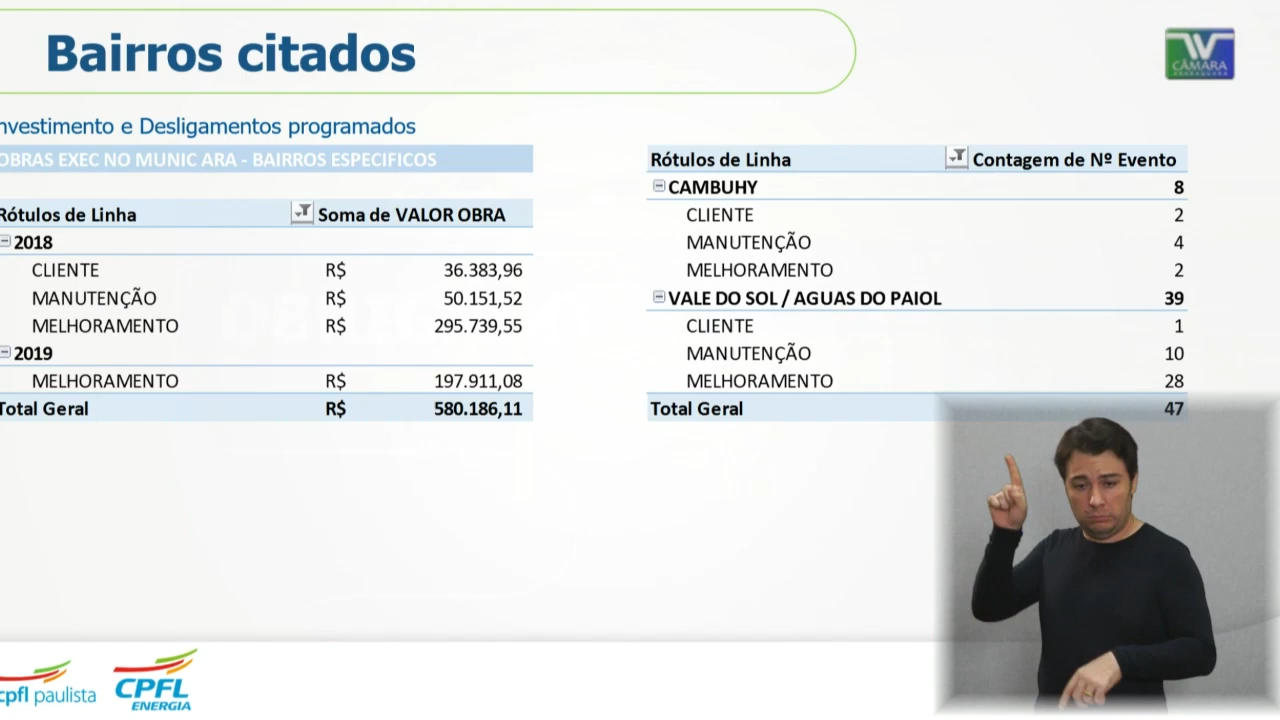 Bairros citados
nvestimento e Desligamentos programados
OBRAS EXEC NO MUNIC ARA - BAIRROS ESPECIFICOS
Rótulos de Linha Soma de VALOR OBRA
2018
CLIENTE R$ 36.383,96
MANUTENÇÃO R$ 50.151,52
MELHORAMENTO R$ 295.739,55
2019
MELHORAMENTO R$ 197.911,08
Total Geral R$ 580.186,11
Rótulos de Linha Contagem de Nº Evento
CAMBUHY 8
CLIENTE 2
MANUTENÇÃO 4
MELHORAMENTO 2
VALE DO SOL / AGUAS DO PAIOL 39
CLIENTE 1
MANUTENÇÃO 10
MELHORAMENTO 28
Total Geral 47
CÂMARA
cpfl paulista
CPFL
ENERGIA